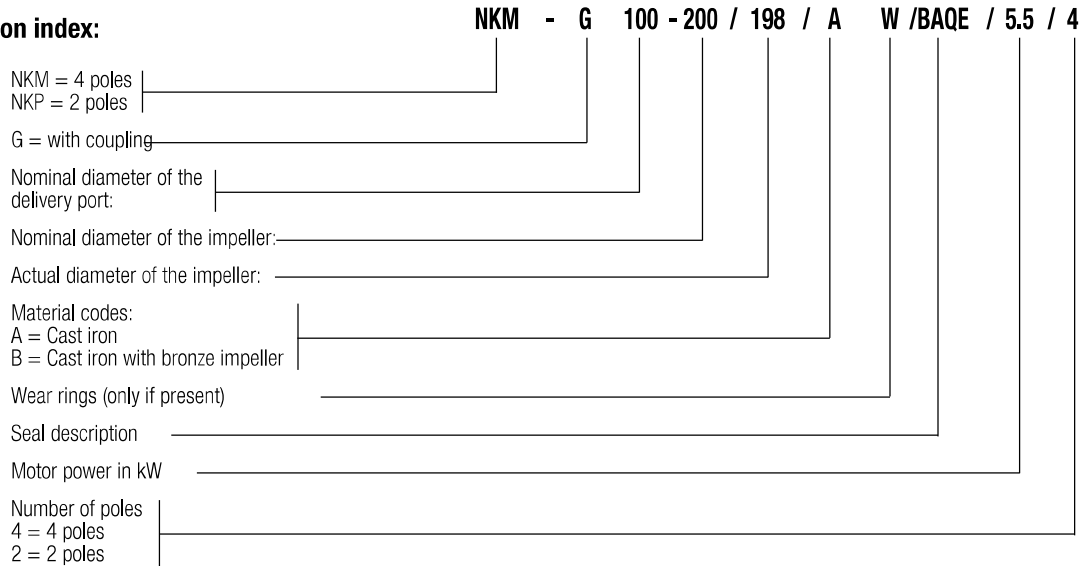 on index:
NKM - G 100 - 200 / 198 / A W /BAQE / 5.5 / 4
NKM = 4 poles
NKP = 2 poles
G = with coupling
Nominal diameter of the
delivery port:
Nominal diameter of the impeller:
Actual diameter of the impeller:
Material codes:
A = Cast iron
B = Cast iron with bronze impeller
Wear rings (only if present)
Seal description
Motor power in kW
Number of poles
4 = 4 poles
2 = 2 poles